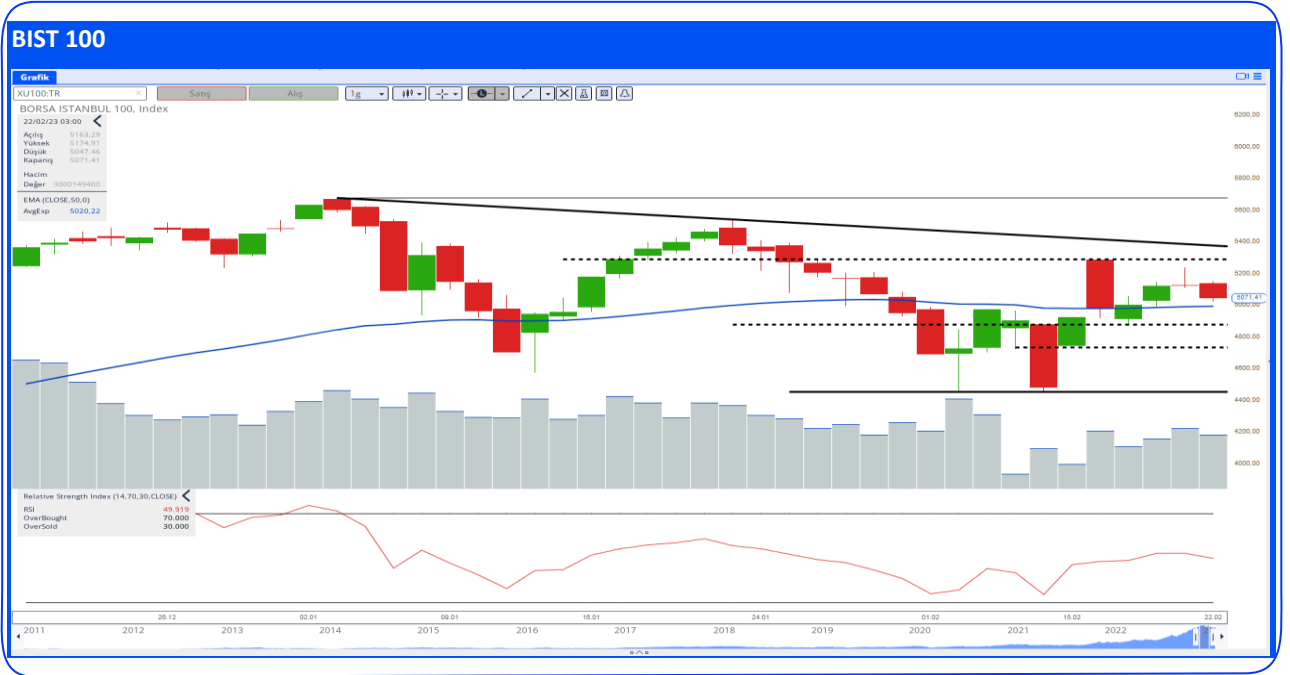 BIST 100
Grafik
XU100:TR
Satış
Alış
1g
BORSA ISTANBUL 100, Index
22/02/23 03:00
Açılış 5163,29
Yüksek 5174,91
Düşük 5047,46
Kapanış 5071,41
Hacim
Değer 3000149400
EMA (CLOSE,50,0)
AvgExp 5020,22
6200,00
6000,00
5800,00
5600,00
5400,00
5200,00
5071,41
5000,00
4800,00
4600,00
4400,00
4200,00
4000,00
Relative Strength Index (14,70,30,CLOSE)
RSI 49.919
OverBought 70.000
OverSold 30.000
26.12 02.01 09.01 16.01 24.01 01.02 15.02 22.02
2011 2012 2013 2014 2015 2016 2017 2018 2019 2020 2021 2022